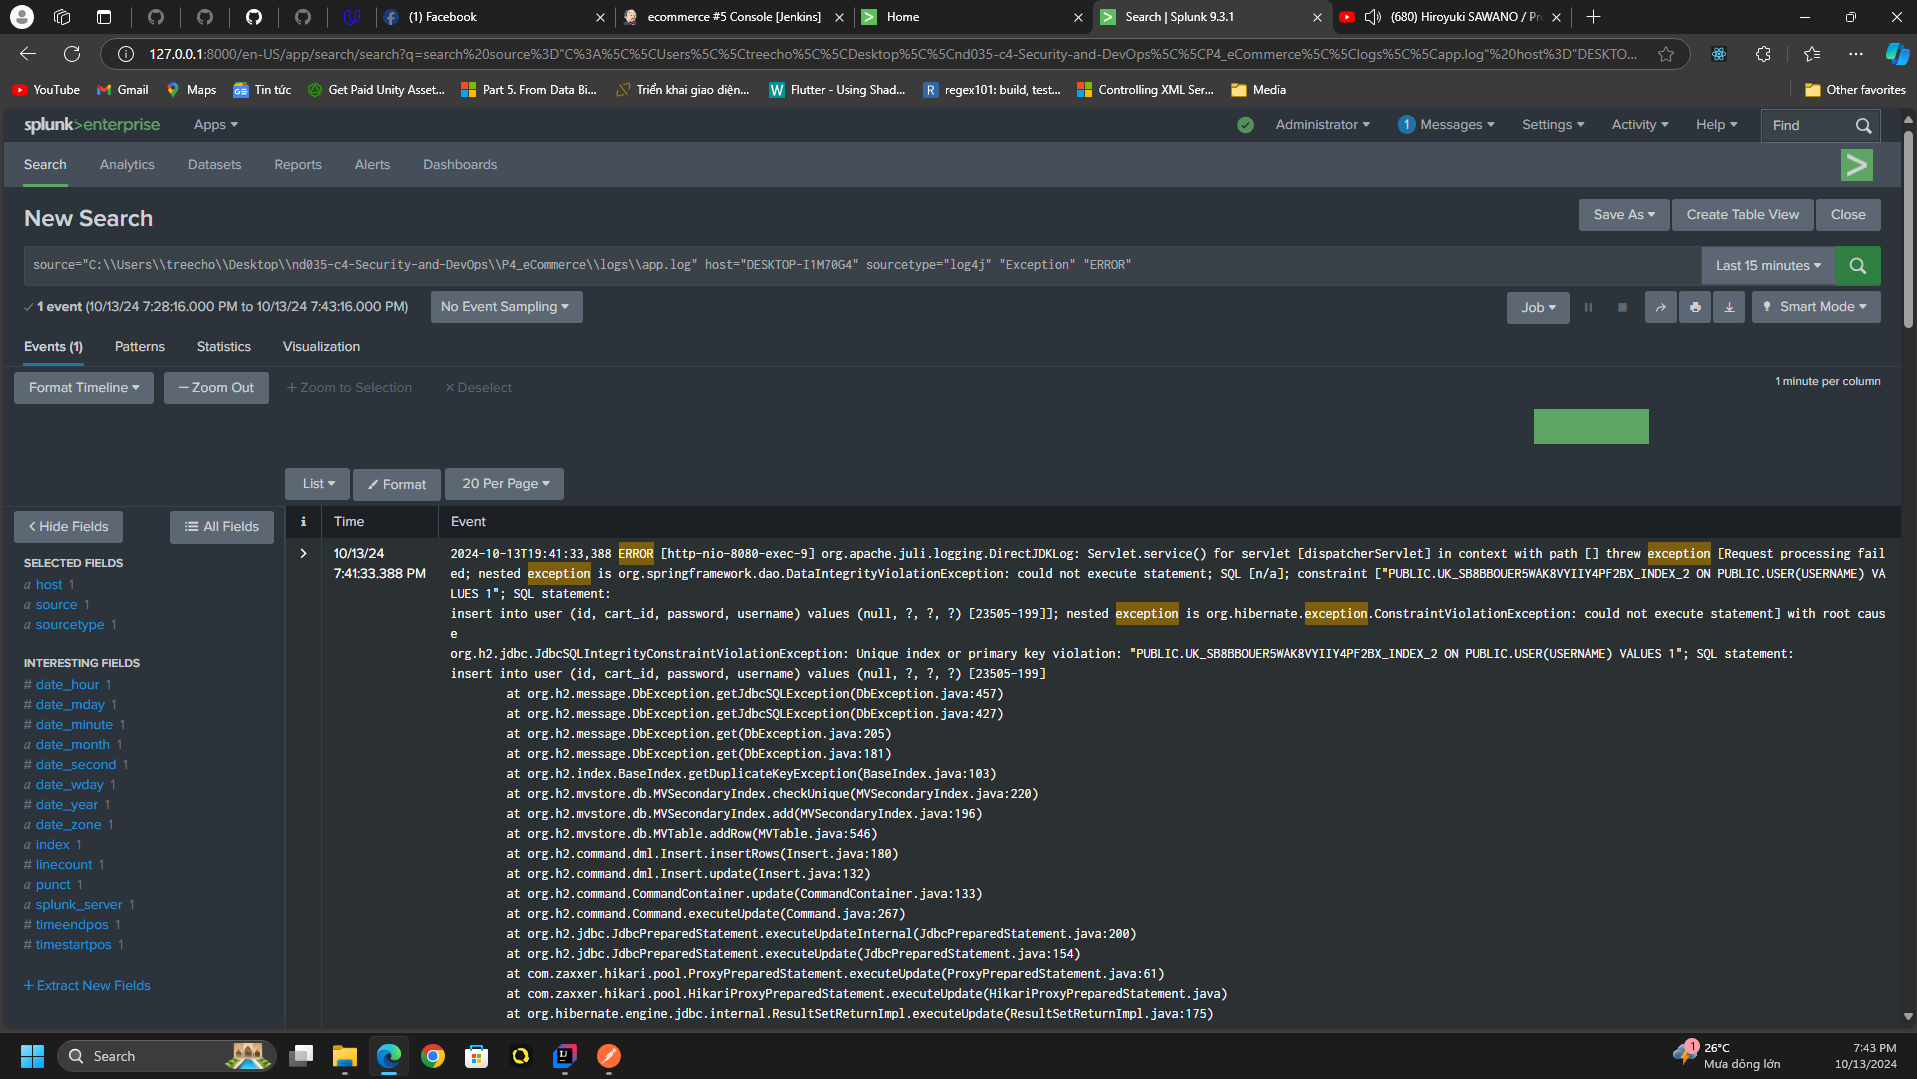 (1) Facebook
ecommerce #5 Console [Jenkins]
Home
Search | Splunk 9.3.1
(680) Hiroyuki SAWANO / Pr
127.0.0.1:8000/en-US/app/search/search?q=search%20source%3D"C%3A%5C%5CUsers%5C%5Ctreecho%5C%5CDesktop%5C%5Cnd035-c4-Security-and-DevOps%5C%5CP4_eCommerce%5C%5Clogs%5C%5Capp.log"%20host%3D"DESKTO...
YouTube
Gmail
Maps
Tin tức
Get Paid Unity Asset...
Part 5. From Data Bi...
Triển khai giao diện...
W Flutter - Using Shad...
R regex101: build, test...
Controlling XML Ser...
Media
Other favorites
splunk>enterprise
Apps
Administrator
1 Messages
Settings
Activity
Help
Find
Search
Analytics
Datasets
Reports
Alerts
Dashboards
New Search
Save As
Create Table View
Close
source="C:\\Users\\treecho\\Desktop\\nd035-c4-Security-and-DevOps\\P4_eCommerce\\logs\\app.log" host="DESKTOP-I1M70G4" sourcetype="log4j" "Exception" "ERROR"
Last 15 minutes
1 event (10/13/24 7:28:16.000 PM to 10/13/24 7:43:16.000 PM)
No Event Sampling
Job
Smart Mode
Events (1)
Patterns
Statistics
Visualization
Format Timeline
– Zoom Out
+ Zoom to Selection
× Deselect
1 minute per column
List
Format
20 Per Page
< Hide Fields
All Fields
i
Time
Event
SELECTED FIELDS
a host 1
a source 1
a sourcetype 1
INTERESTING FIELDS
# date_hour 1
# date_mday 1
# date_minute 1
a date_month 1
# date_second 1
a date_wday 1
# date_year 1
a date_zone 1
a index 1
# linecount 1
a punct 1
a splunk_server 1
# timeendpos 1
# timestartpos 1
+ Extract New Fields
10/13/24
7:41:33.388 PM
2024-10-13T19:41:33,388 ERROR [http-nio-8080-exec-9] org.apache.juli.logging.DirectJDKLog: Servlet.service() for servlet [dispatcherServlet] in context with path [] threw exception [Request processing fail
ed; nested exception is org.springframework.dao.DataIntegrityViolationException: could not execute statement; SQL [n/a]; constraint ["PUBLIC.UK_SB8BBOUER5WAK8VYIIY4PF2BX_INDEX_2 ON PUBLIC.USER(USERNAME) VA
LUES 1"; SQL statement:
insert into user (id, cart_id, password, username) values (null, ?, ?, ?) [23505-199]]; nested exception is org.hibernate.exception.ConstraintViolationException: could not execute statement] with root caus
e
org.h2.jdbc.JdbcSQLIntegrityConstraintViolationException: Unique index or primary key violation: "PUBLIC.UK_SB8BBOUER5WAK8VYIIY4PF2BX_INDEX_2 ON PUBLIC.USER(USERNAME) VALUES 1"; SQL statement:
insert into user (id, cart_id, password, username) values (null, ?, ?, ?) [23505-199]
at org.h2.message.DbException.getJdbcSQLException(DbException.java:457)
at org.h2.message.DbException.getJdbcSQLException(DbException.java:427)
at org.h2.message.DbException.get(DbException.java:205)
at org.h2.message.DbException.get(DbException.java:181)
at org.h2.index.BaseIndex.getDuplicateKeyException(BaseIndex.java:103)
at org.h2.mvstore.db.MVSecondaryIndex.checkUnique(MVSecondaryIndex.java:220)
at org.h2.mvstore.db.MVSecondaryIndex.add(MVSecondaryIndex.java:196)
at org.h2.mvstore.db.MVTable.addRow(MVTable.java:546)
at org.h2.command.dml.Insert.insertRows(Insert.java:180)
at org.h2.command.dml.Insert.update(Insert.java:132)
at org.h2.command.CommandContainer.update(CommandContainer.java:133)
at org.h2.command.Command.executeUpdate(Command.java:267)
at org.h2.jdbc.JdbcPreparedStatement.executeUpdateInternal(JdbcPreparedStatement.java:200)
at org.h2.jdbc.JdbcPreparedStatement.executeUpdate(JdbcPreparedStatement.java:154)
at com.zaxxer.hikari.pool.ProxyPreparedStatement.executeUpdate(ProxyPreparedStatement.java:61)
at com.zaxxer.hikari.pool.HikariProxyPreparedStatement.executeUpdate(HikariProxyPreparedStatement.java)
at org.hibernate.engine.jdbc.internal.ResultSetReturnImpl.executeUpdate(ResultSetReturnImpl.java:175)
Search
1
26°C
Mưa dông lớn
7:43 PM
10/13/2024